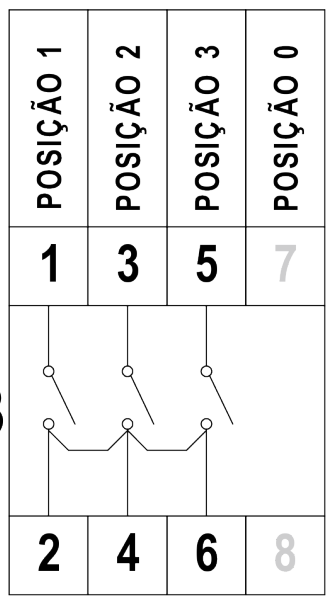 POSIÇÃO 1
POSIÇÃO 2
POSIÇÃO 3
POSIÇÃO 0
1 3 5 7
2 4 6 8